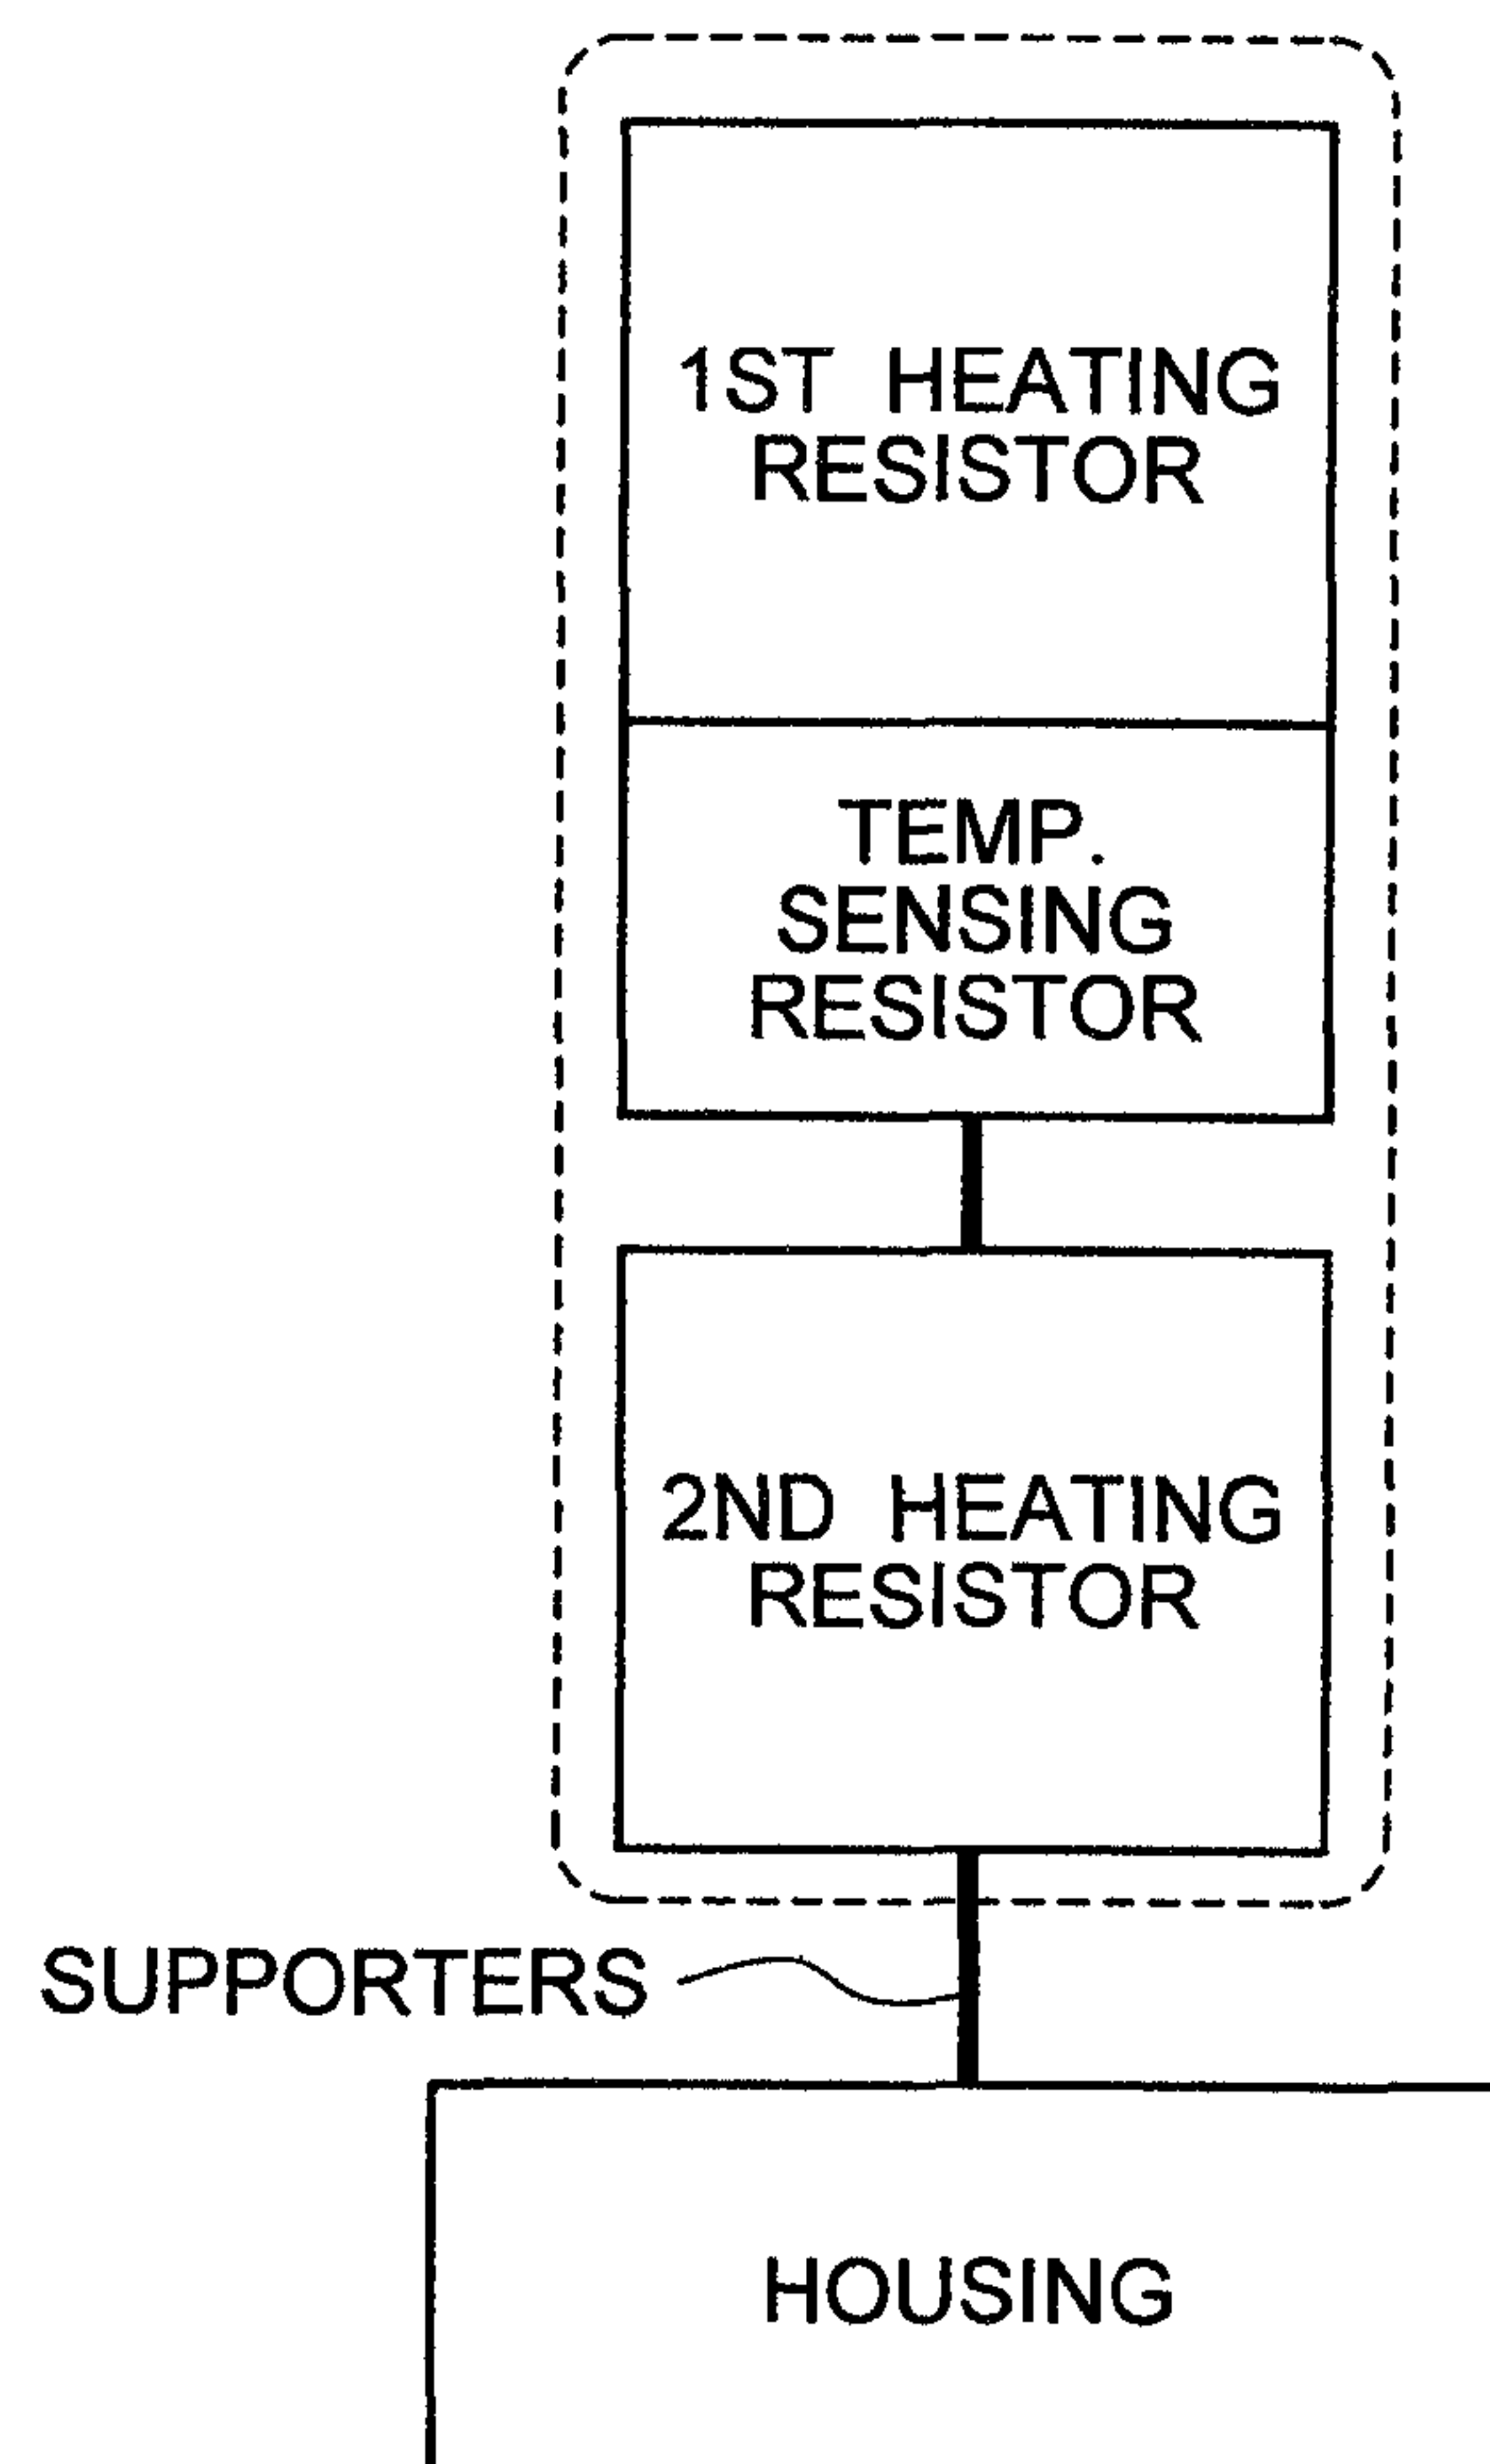 1ST HEATING
RESISTOR
TEMP.
SENSING
RESISTOR
2ND HEATING
RESISTOR
SUPPORTERS
HOUSING